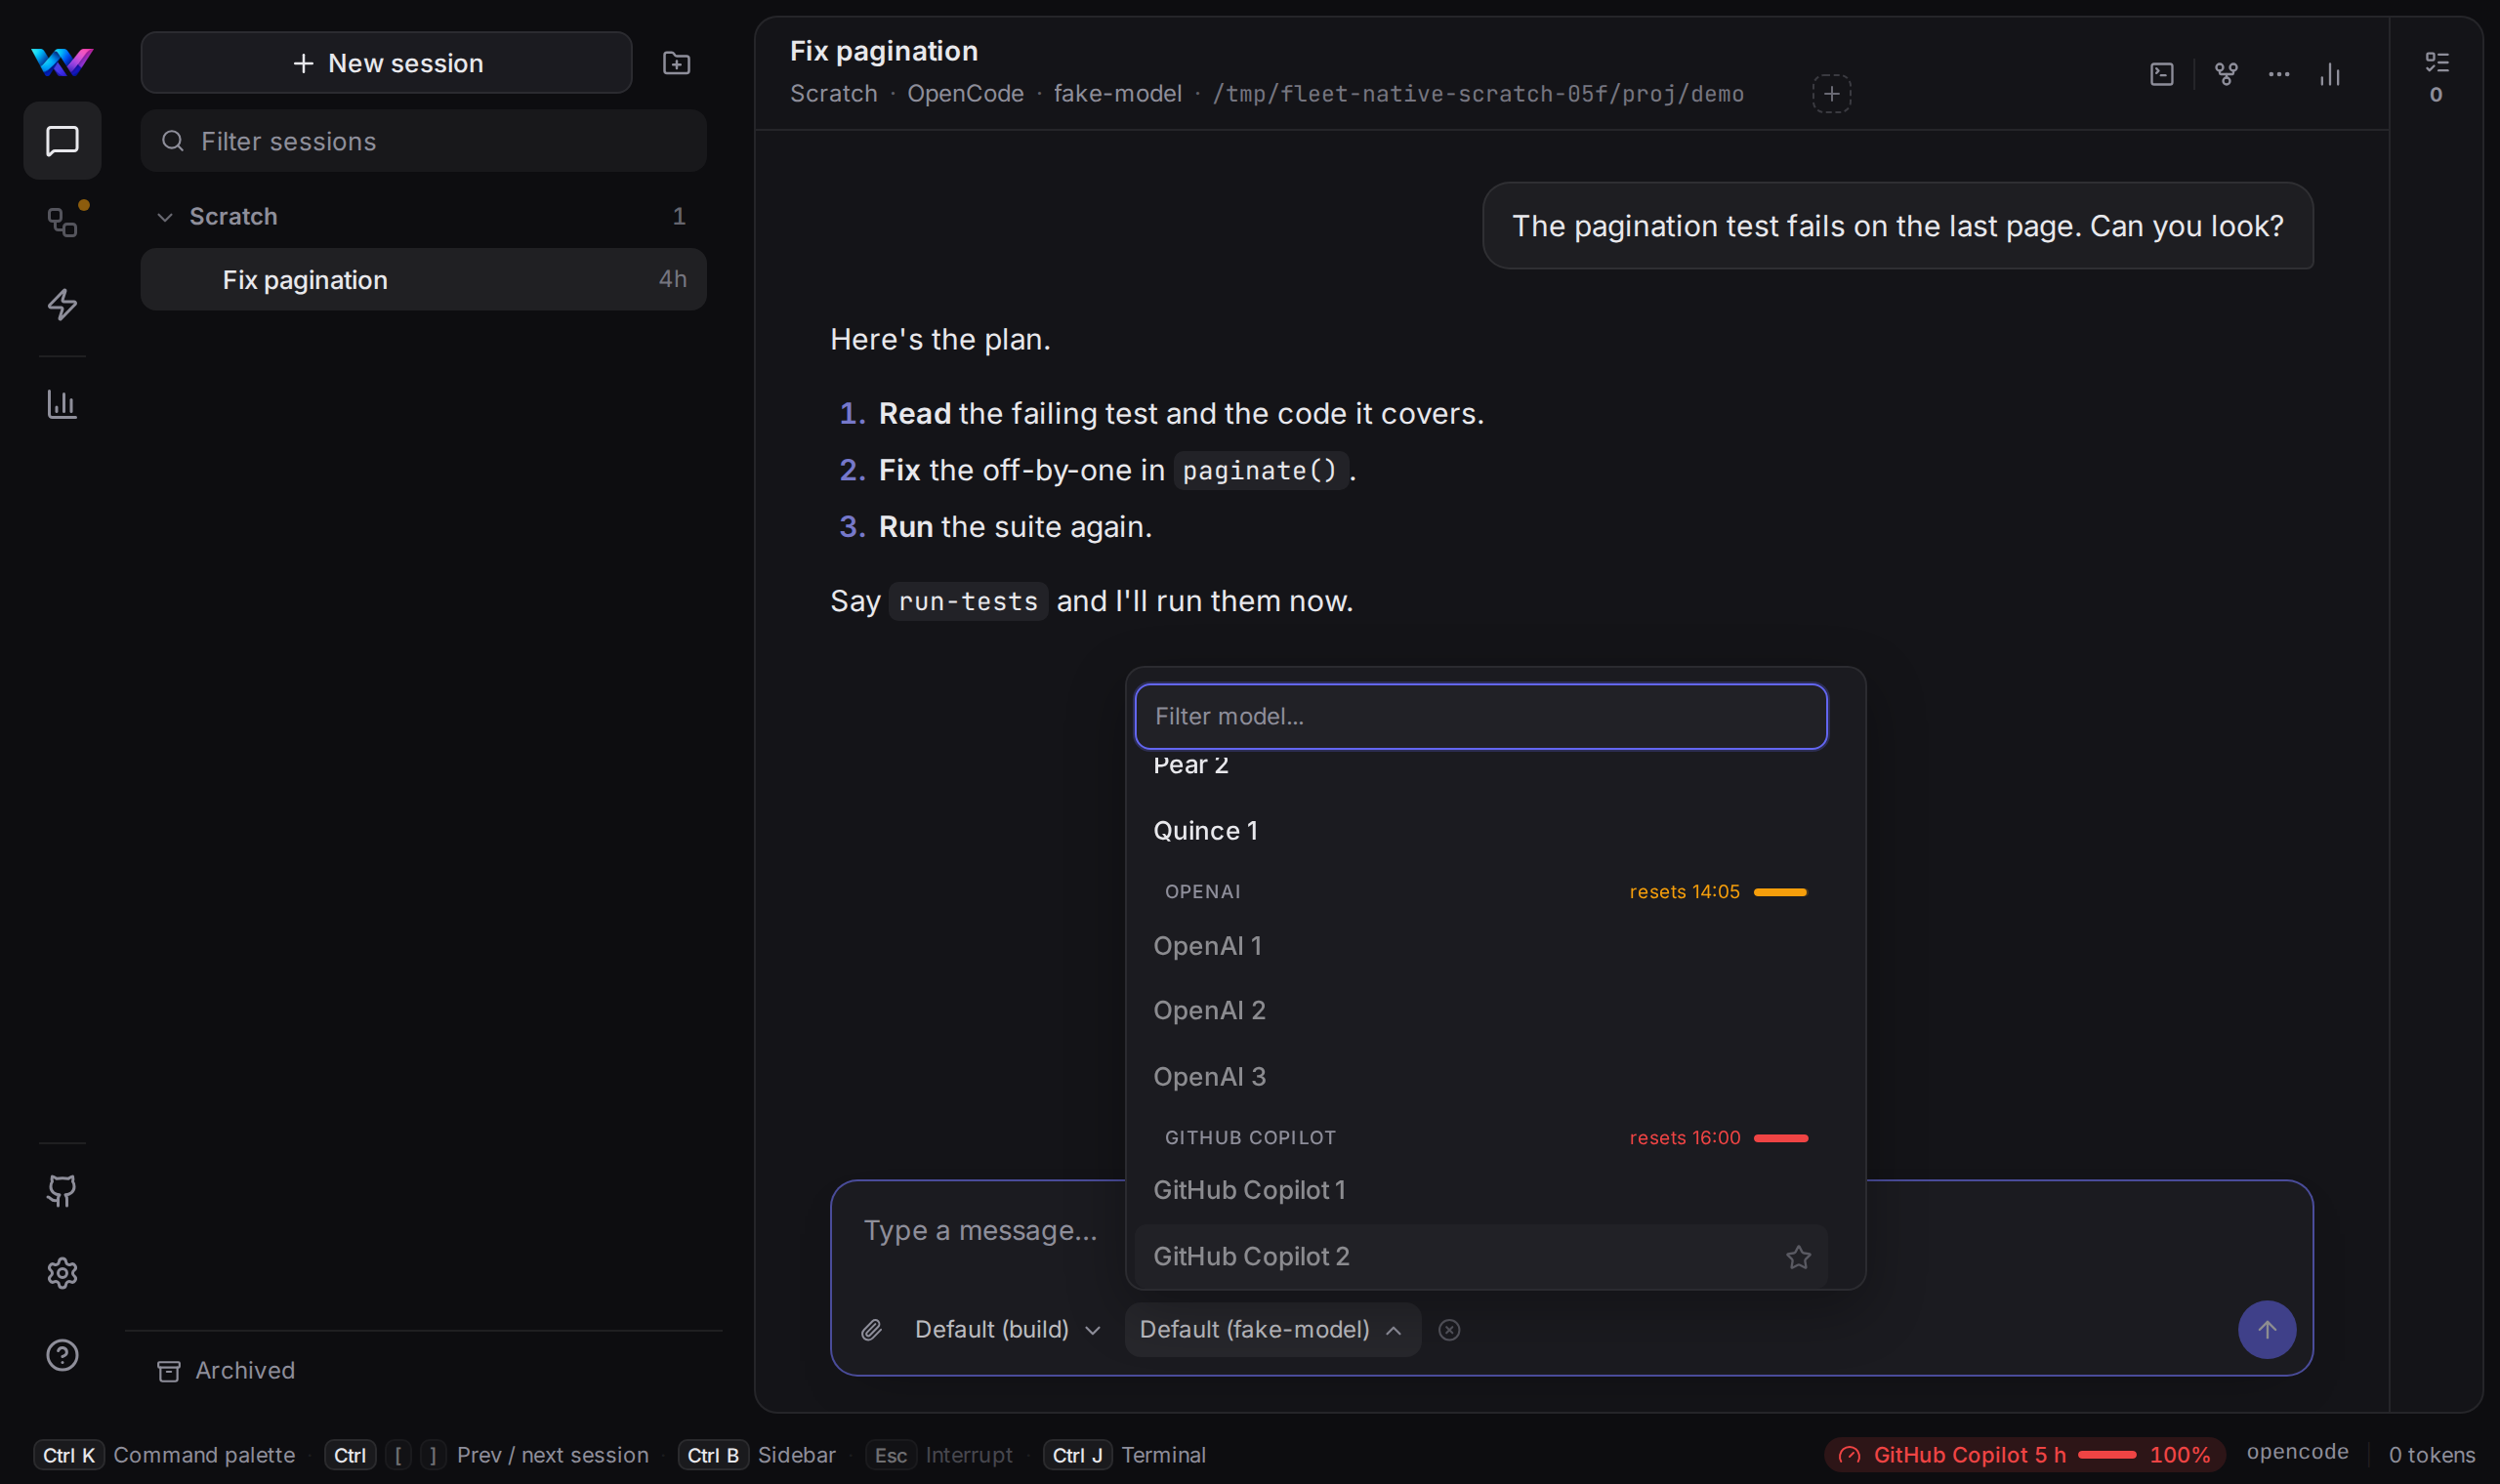 New session
Filter sessions
Scratch 1
Fix pagination 4h
Archived
Fix pagination
Scratch · OpenCode · fake-model · /tmp/fleet-native-scratch-05f/proj/demo
0
The pagination test fails on the last page. Can you look?
Here's the plan.
1. Read the failing test and the code it covers.
2. Fix the off-by-one in paginate().
3. Run the suite again.
Say run-tests and I'll run them now.
Filter model...
Pear 2
Quince 1
OPENAI resets 14:05
OpenAI 1
OpenAI 2
OpenAI 3
GITHUB COPILOT resets 16:00
GitHub Copilot 1
GitHub Copilot 2
Type a message...
Default (build) Default (fake-model)
Ctrl K Command palette · Ctrl [ ] Prev / next session · Ctrl B Sidebar · Esc Interrupt · Ctrl J Terminal
GitHub Copilot 5 h 100% opencode 0 tokens